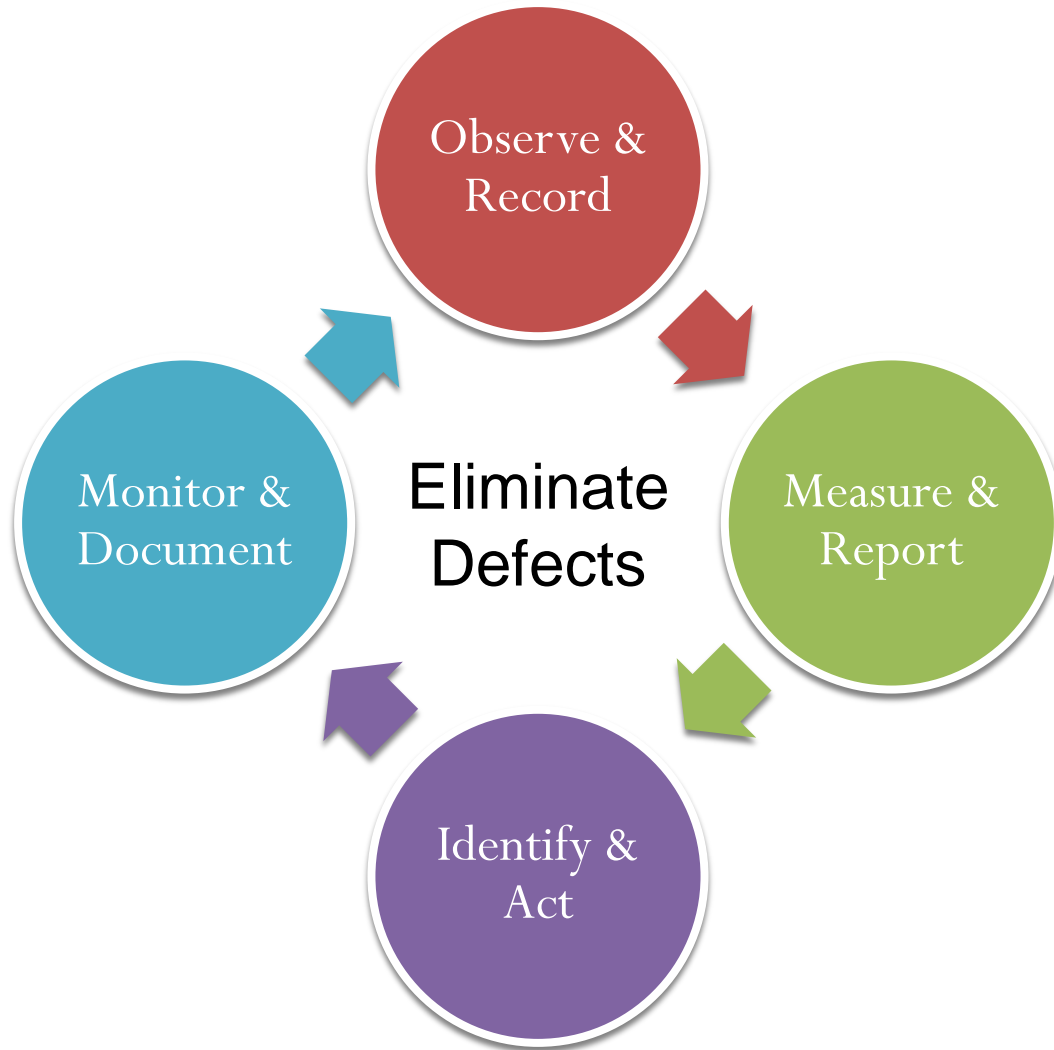 Observe &
Record
Measure &
Report
Identify &
Act
Monitor &
Document
Eliminate
Defects